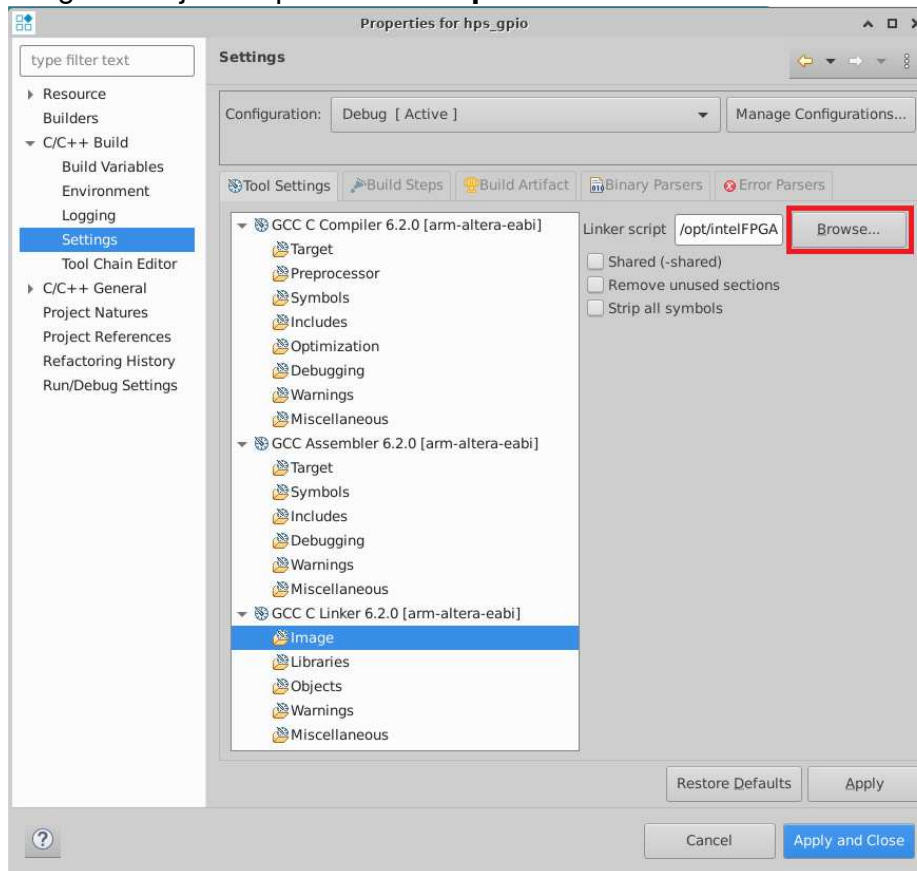 Properties for hps_gpio
type filter text
Settings
Resource
Builders
C/C++ Build
Build Variables
Environment
Logging
Settings
Tool Chain Editor
C/C++ General
Project Natures
Project References
Refactoring History
Run/Debug Settings
Configuration: Debug [ Active ] Manage Configurations...
Tool Settings Build Steps Build Artifact Binary Parsers Error Parsers
GCC C Compiler 6.2.0 [arm-altera-eabi]
Target
Preprocessor
Symbols
Includes
Optimization
Debugging
Warnings
Miscellaneous
GCC Assembler 6.2.0 [arm-altera-eabi]
Target
Symbols
Includes
Debugging
Warnings
Miscellaneous
GCC C Linker 6.2.0 [arm-altera-eabi]
Image
Libraries
Objects
Warnings
Miscellaneous
Linker script /opt/intelFPGA Browse...
Shared (-shared)
Remove unused sections
Strip all symbols
Restore Defaults Apply
? Cancel Apply and Close